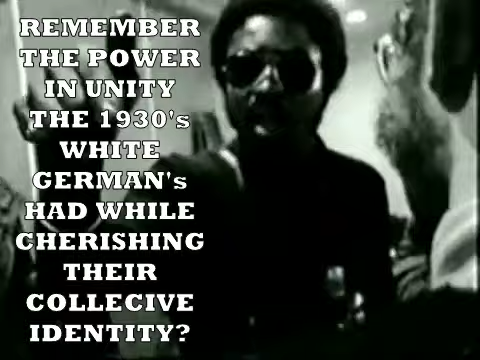 REMEMBER
THE POWER
IN UNITY
THE 1930's
WHITE
GERMAN's
HAD WHILE
CHERISHING
THEIR
COLLECIVE
IDENTITY?